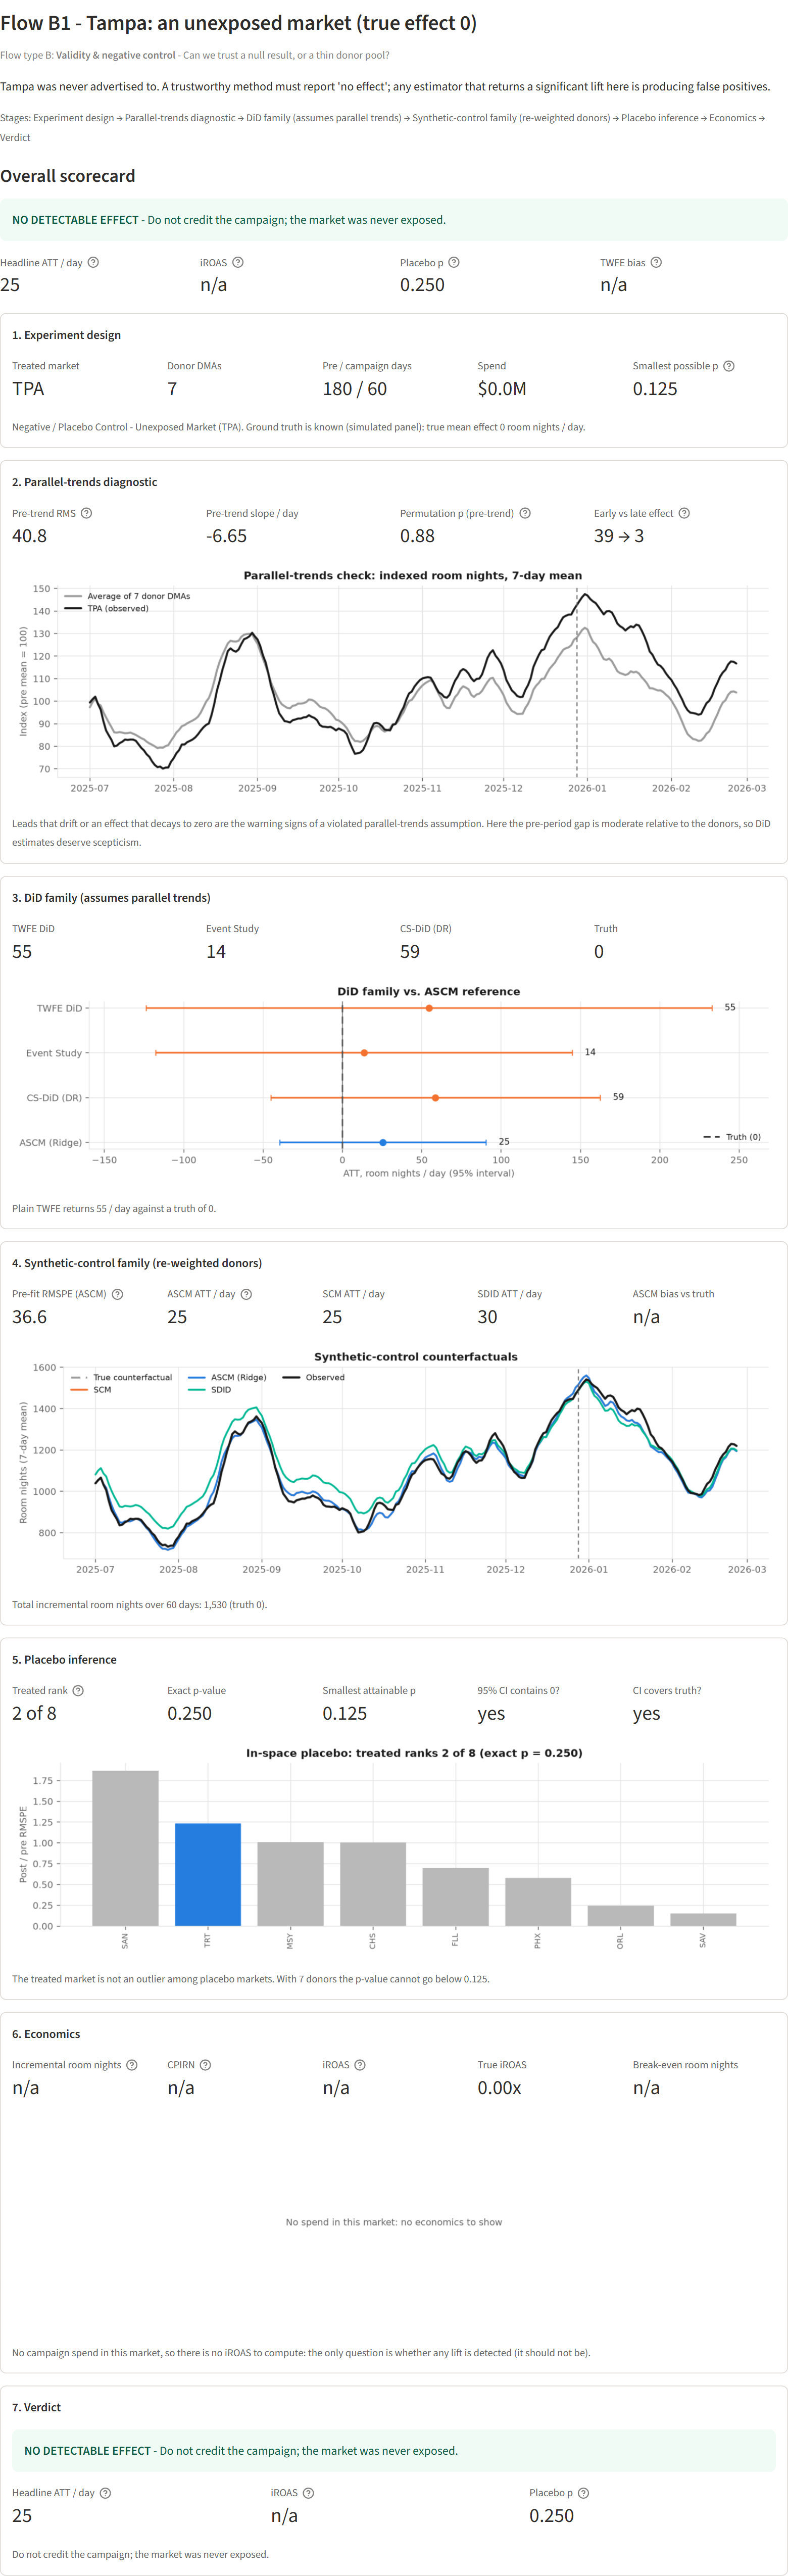 Flow B1 - Tampa: an unexposed market (true effect 0)
Flow type B: Validity & negative control - Can we trust a null result, or a thin donor pool?
Tampa was never advertised to. A trustworthy method must report 'no effect'; any estimator that returns a significant lift here is producing false positives.
Stages: Experiment design → Parallel-trends diagnostic → DiD family (assumes parallel trends) → Synthetic-control family (re-weighted donors) → Placebo inference → Economics →
Verdict
Overall scorecard
NO DETECTABLE EFFECT - Do not credit the campaign; the market was never exposed.
Headline ATT / day ? iROAS ? Placebo p ? TWFE bias ?
25 n/a 0.250 n/a
1. Experiment design
Treated market Donor DMAs Pre / campaign days Spend Smallest possible p ?
TPA 7 180 / 60 $0.0M 0.125
Negative / Placebo Control - Unexposed Market (TPA). Ground truth is known (simulated panel): true mean effect 0 room nights / day.
2. Parallel-trends diagnostic
Pre-trend RMS ? Pre-trend slope / day Permutation p (pre-trend) ? Early vs late effect ?
40.8 -6.65 0.88 39 → 3
Parallel-trends check: indexed room nights, 7-day mean
Average of 7 donor DMAs
TPA (observed)
Index (pre mean = 100)
150
140
130
120
110
100
90
80
70
2025-07 2025-08 2025-09 2025-10 2025-11 2025-12 2026-01 2026-02 2026-03
Leads that drift or an effect that decays to zero are the warning signs of a violated parallel-trends assumption. Here the pre-period gap is moderate relative to the donors, so DiD
estimates deserve scepticism.
3. DiD family (assumes parallel trends)
TWFE DiD Event Study CS-DiD (DR) Truth
55 14 59 0
DiD family vs. ASCM reference
TWFE DiD 55
Event Study 14
CS-DiD (DR) 59
ASCM (Ridge) 25
Truth (0)
−150 −100 −50 0 50 100 150 200 250
ATT, room nights / day (95% interval)
Plain TWFE returns 55 / day against a truth of 0.
4. Synthetic-control family (re-weighted donors)
Pre-fit RMSPE (ASCM) ? ASCM ATT / day ? SCM ATT / day SDID ATT / day ASCM bias vs truth
36.6 25 25 30 n/a
Synthetic-control counterfactuals
True counterfactual ASCM (Ridge) Observed
SCM SDID
Room nights (7-day mean)
1600
1400
1200
1000
800
2025-07 2025-08 2025-09 2025-10 2025-11 2025-12 2026-01 2026-02 2026-03
Total incremental room nights over 60 days: 1,530 (truth 0).
5. Placebo inference
Treated rank ? Exact p-value Smallest attainable p 95% CI contains 0? CI covers truth?
2 of 8 0.250 0.125 yes yes
In-space placebo: treated ranks 2 of 8 (exact p = 0.250)
Post / pre RMSPE
1.75
1.50
1.25
1.00
0.75
0.50
0.25
0.00
SAN TRT MSY CHS FLL PHX ORL SAV
The treated market is not an outlier among placebo markets. With 7 donors the p-value cannot go below 0.125.
6. Economics
Incremental room nights ? CPIRN ? iROAS ? True iROAS Break-even room nights
n/a n/a n/a 0.00x n/a
No spend in this market: no economics to show
No campaign spend in this market, so there is no iROAS to compute: the only question is whether any lift is detected (it should not be).
7. Verdict
NO DETECTABLE EFFECT - Do not credit the campaign; the market was never exposed.
Headline ATT / day ? iROAS ? Placebo p ?
25 n/a 0.250
Do not credit the campaign; the market was never exposed.